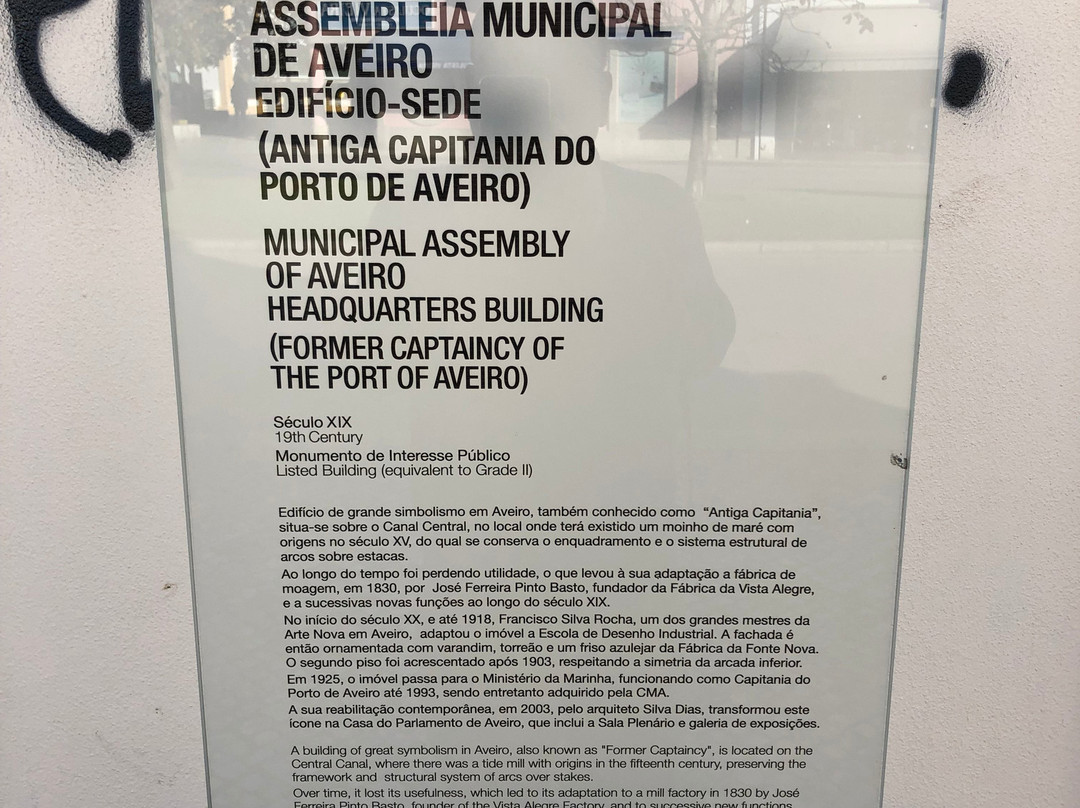 ASSEMBLEIA MUNICIPAL
DE AVEIRO
EDIFÍCIO-SEDE
(ANTIGA CAPITANIA DO
PORTO DE AVEIRO)
MUNICIPAL ASSEMBLY
OF AVEIRO
HEADQUARTERS BUILDING
(FORMER CAPTAINCY OF
THE PORT OF AVEIRO)
Século XIX
19th Century
Monumento de Interesse Público
Listed Building (equivalent to Grade II)
Edifício de grande simbolismo em Aveiro, também conhecido como “Antiga Capitania”,
situa-se sobre o Canal Central, no local onde terá existido um moinho de maré com
origens no século XV, do qual se conserva o enquadramento e o sistema estrutural de
arcos sobre estacas.
Ao longo do tempo foi perdendo utilidade, o que levou à sua adaptação a fábrica de
moagem, em 1830, por José Ferreira Pinto Basto, fundador da Fábrica da Vista Alegre,
e a sucessivas novas funções ao longo do século XIX.
No início do século XX, e até 1918, Francisco Silva Rocha, um dos grandes mestres da
Arte Nova em Aveiro, adaptou o imóvel a Escola de Desenho Industrial. A fachada é
então ornamentada com varandim, torreão e um friso azulejar da Fábrica da Fonte Nova.
O segundo piso foi acrescentado após 1903, respeitando a simetria da arcada inferior.
Em 1925, o imóvel passa para o Ministério da Marinha, funcionando como Capitania do
Porto de Aveiro até 1993, sendo entretanto adquirido pela CMA.
A sua reabilitação contemporânea, em 2003, pelo arquiteto Silva Dias, transformou este
ícone na Casa do Parlamento de Aveiro, que inclui a Sala Plenário e galeria de exposições.
A building of great symbolism in Aveiro, also known as "Former Captaincy", is located on the
Central Canal, where there was a tide mill with origins in the fifteenth century, preserving the
framework and structural system of arcs over stakes.
Over time, it lost its usefulness, which led to its adaptation to a mill factory in 1830 by José
Ferreira Pinto Basto, founder of the Vista Alegre Factory, and to successive new functions